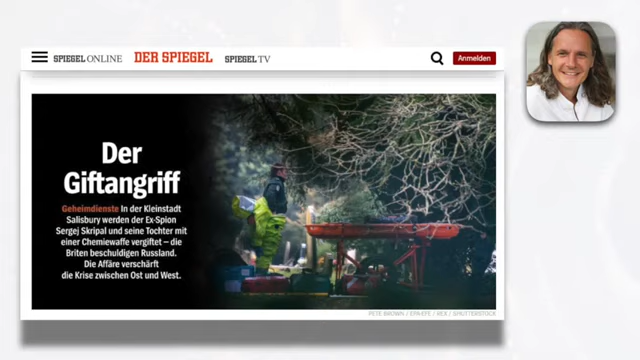 SPIEGEL ONLINE DER SPIEGEL SPIEGEL TV Anmelden
Der
Giftangriff
Geheimdienste In der Kleinstadt
Salisbury werden der Ex-Spion
Sergej Skripal und seine Tochter mit
einer Chemiewaffe vergiftet – die
Briten beschuldigen Russland.
Die Affäre verschärft
die Krise zwischen Ost und West.
PETE BROWN / EPA-EFE / REX / SHUTTERSTOCK